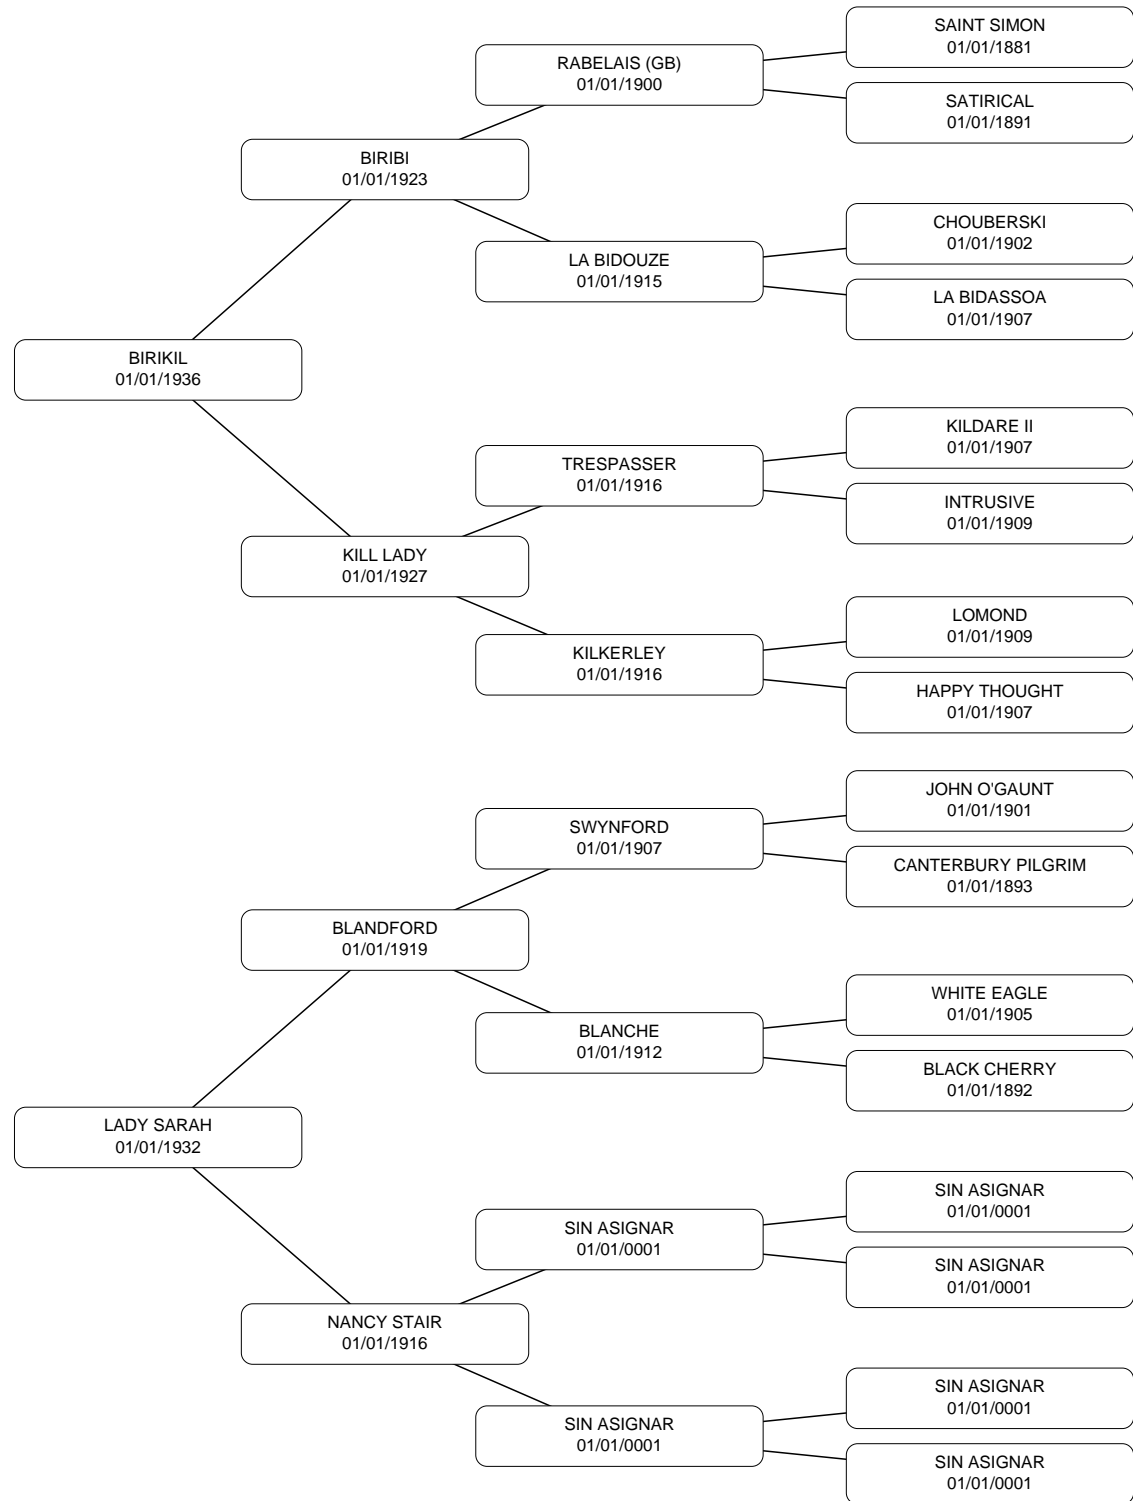 SAINT SIMON
01/01/1881
RABELAIS (GB)
01/01/1900
SATIRICAL
01/01/1891
BIRIBI
01/01/1923
CHOUBERSKI
01/01/1902
LA BIDOUZE
01/01/1915
LA BIDASSOA
01/01/1907
BIRIKIL
01/01/1936
KILDARE II
01/01/1907
TRESPASSER
01/01/1916
INTRUSIVE
01/01/1909
KILL LADY
01/01/1927
LOMOND
01/01/1909
KILKERLEY
01/01/1916
HAPPY THOUGHT
01/01/1907
JOHN O'GAUNT
01/01/1901
SWYNFORD
01/01/1907
CANTERBURY PILGRIM
01/01/1893
BLANDFORD
01/01/1919
WHITE EAGLE
01/01/1905
BLANCHE
01/01/1912
BLACK CHERRY
01/01/1892
LADY SARAH
01/01/1932
SIN ASIGNAR
01/01/0001
SIN ASIGNAR
01/01/0001
SIN ASIGNAR
01/01/0001
NANCY STAIR
01/01/1916
SIN ASIGNAR
01/01/0001
SIN ASIGNAR
01/01/0001
SIN ASIGNAR
01/01/0001